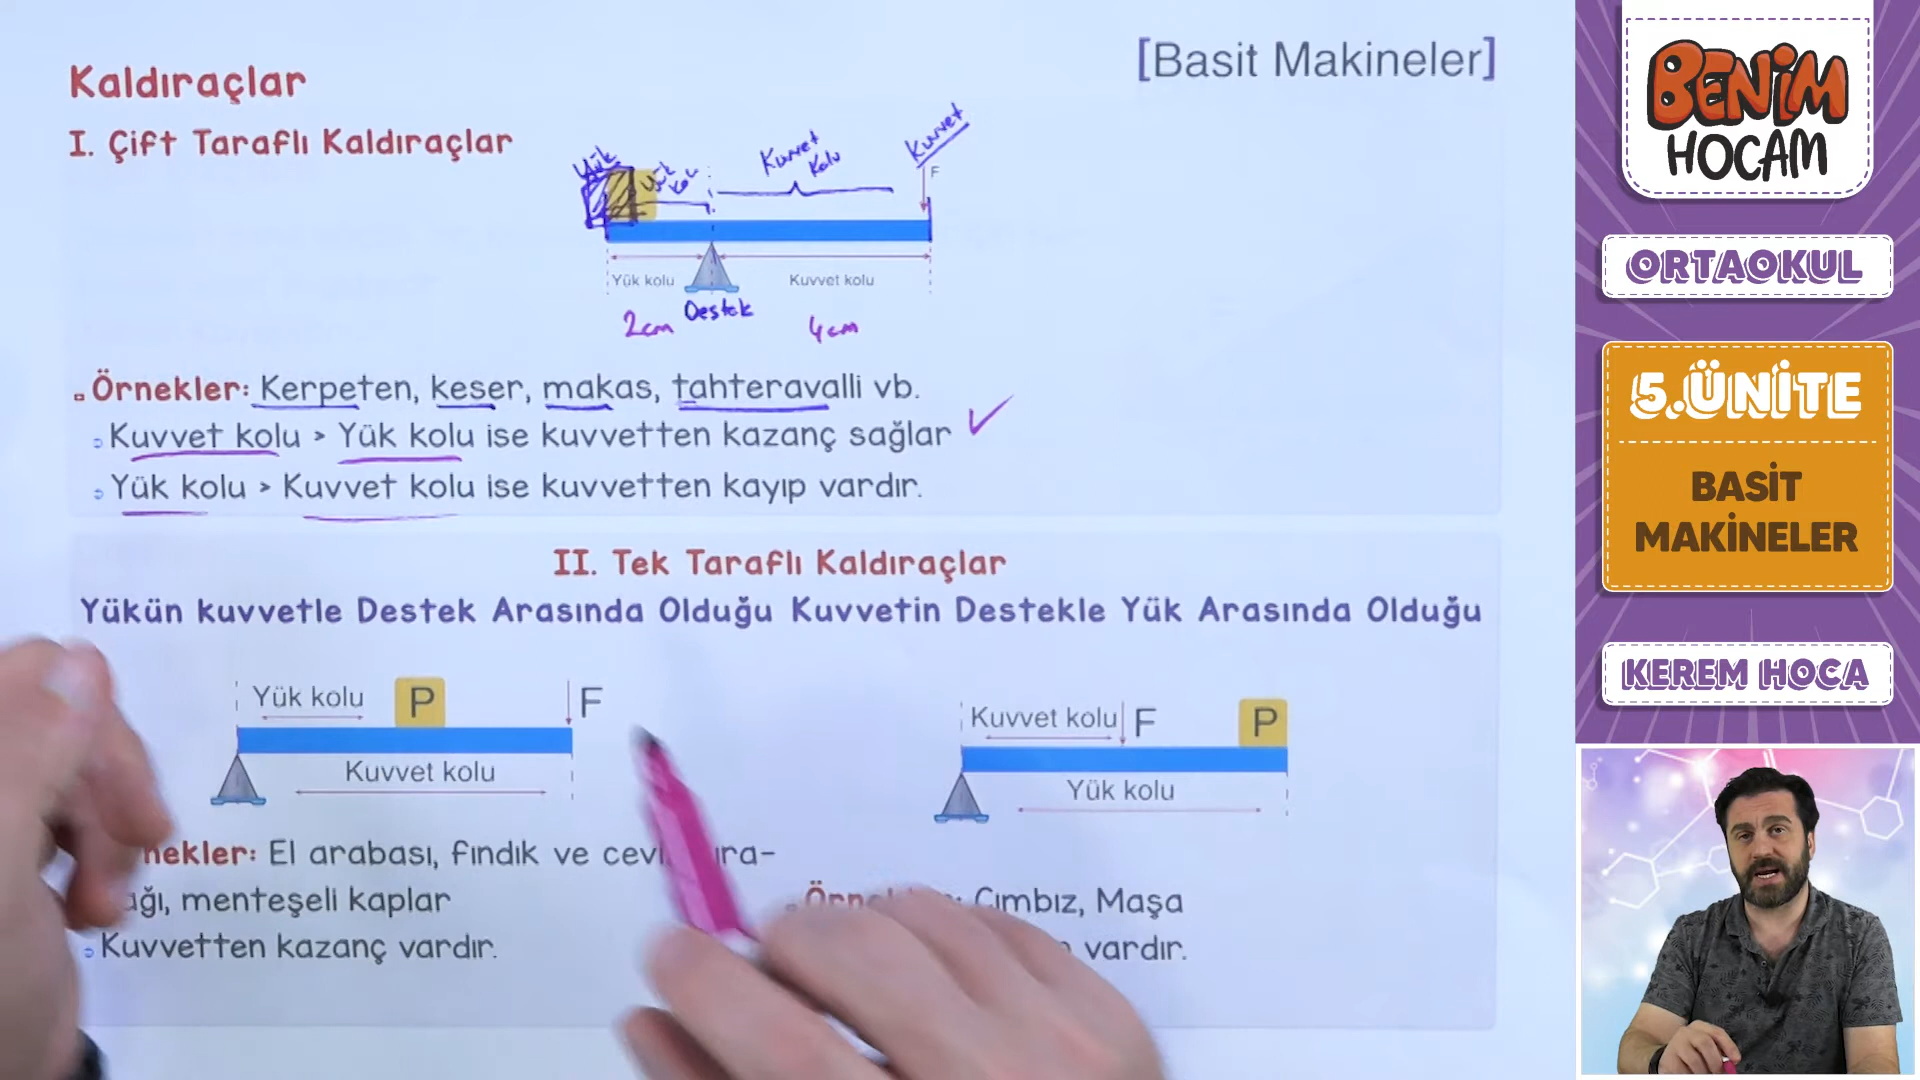 [Basit Makineler]
Kaldıraçlar
I. Çift Taraflı Kaldıraçlar
Yük
Yük Kolu
Kuvvet
Kolu
Kuvvet
F
Yük kolu
Kuvvet kolu
Destek
2cm
4cm
Örnekler: Kerpeten, keser, makas, tahteravalli vb.
Kuvvet kolu > Yük kolu ise kuvvetten kazanç sağlar
Yük kolu > Kuvvet kolu ise kuvvetten kayıp vardır.
II. Tek Taraflı Kaldıraçlar
Yükün kuvvetle Destek Arasında Olduğu Kuvvetin Destekle Yük Arasında Olduğu
Yük kolu P F
Kuvvet kolu
nekler: El arabası, fındık ve
ağı, menteşeli kaplar
Kuvvetten kazanç vardır.
Kuvvet kolu F P
Yük kolu
Cımbız, Maşa
vardır.
BENİM
HOCAM
ORTAOKUL
5.ÜNİTE
BASİT
MAKİNELER
KEREM HOCA